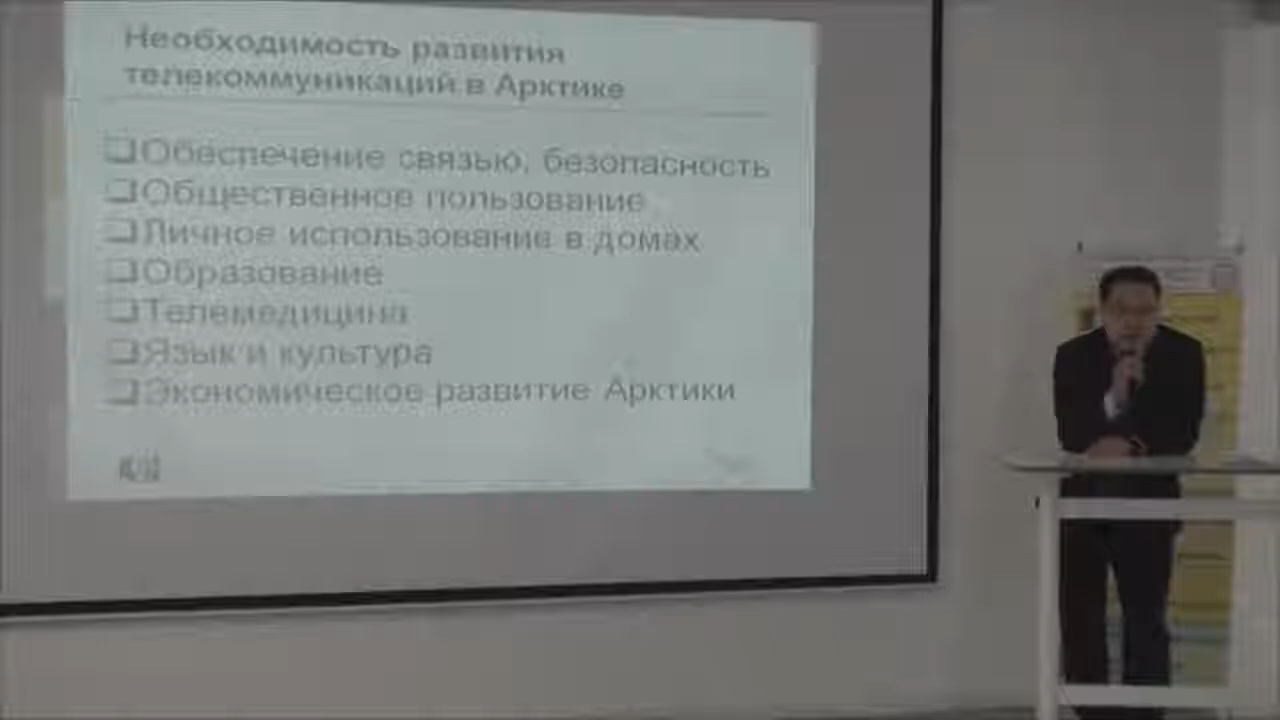 Необходимость развития
телекоммуникаций в Арктике
Обеспечение связью, безопасность
Общественное пользование
Личное использование в домах
Образование
Телемедицина
Язык и культура
Экономическое развитие Арктики